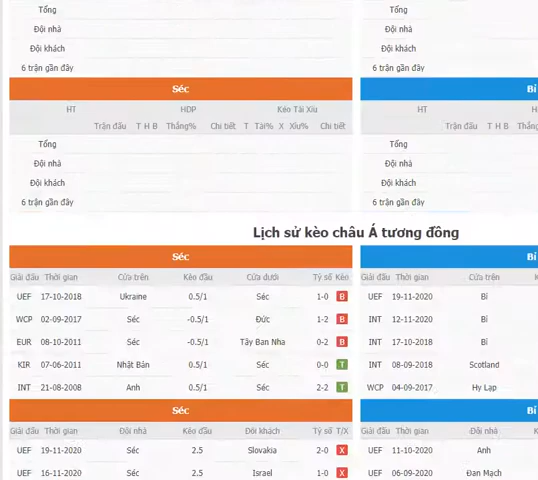 Tổng
Đội nhà
Đội khách
6 trận gần đây
Tổng
Đội nhà
Đội khách
6 trận gần đây
Séc
Bỉ
HT HDP Kèo Tài Xỉu
HT
Trận đấu T H B Thắng% Chi tiết T Tài% X Xỉu% Chi tiết
Trận đấu T H B
Tổng
Đội nhà
Đội khách
6 trận gần đây
Tổng
Đội nhà
Đội khách
6 trận gần đây
Lịch sử kèo châu Á tương đồng
Séc
Bỉ
Giải đấu Thời gian Cửa trên Kèo đầu Cửa dưới Tỷ số Kèo
Giải đấu Thời gian Cửa trên
UEF 17-10-2018 Ukraine 0.5/1 Séc 1-0 B
UEF 19-11-2020 Bỉ
WCP 02-09-2017 Séc -0.5/1 Đức 1-2 B
INT 12-11-2020 Bỉ
EUR 08-10-2011 Séc -0.5/1 Tây Ban Nha 0-2 B
INT 17-10-2018 Bỉ
KIR 07-06-2011 Nhật Bản 0.5/1 Séc 0-0 T
INT 08-09-2018 Scotland
INT 21-08-2008 Anh 0.5/1 Séc 2-2 T
WCP 04-09-2017 Hy Lạp
Séc
Bỉ
Giải đấu Thời gian Đội nhà Kèo đầu Đội khách Tỷ số T/X
Giải đấu Thời gian Đội nhà
UEF 19-11-2020 Séc 2.5 Slovakia 2-0 X
UEF 11-10-2020 Anh
UEF 16-11-2020 Séc 2.5 Israel 1-0 X
UEF 06-09-2020 Đan Mạch